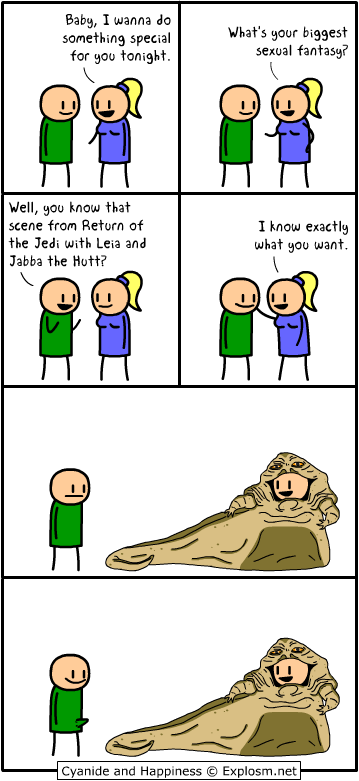 Baby, I wanna do
something special
for you tonight.
What's your biggest
sexual fantasy?
Well, you know that
scene from Return of
the Jedi with Leia and
Jabba the Hutt?
I know exactly
what you want.
Cyanide and Happiness © Explosm.net